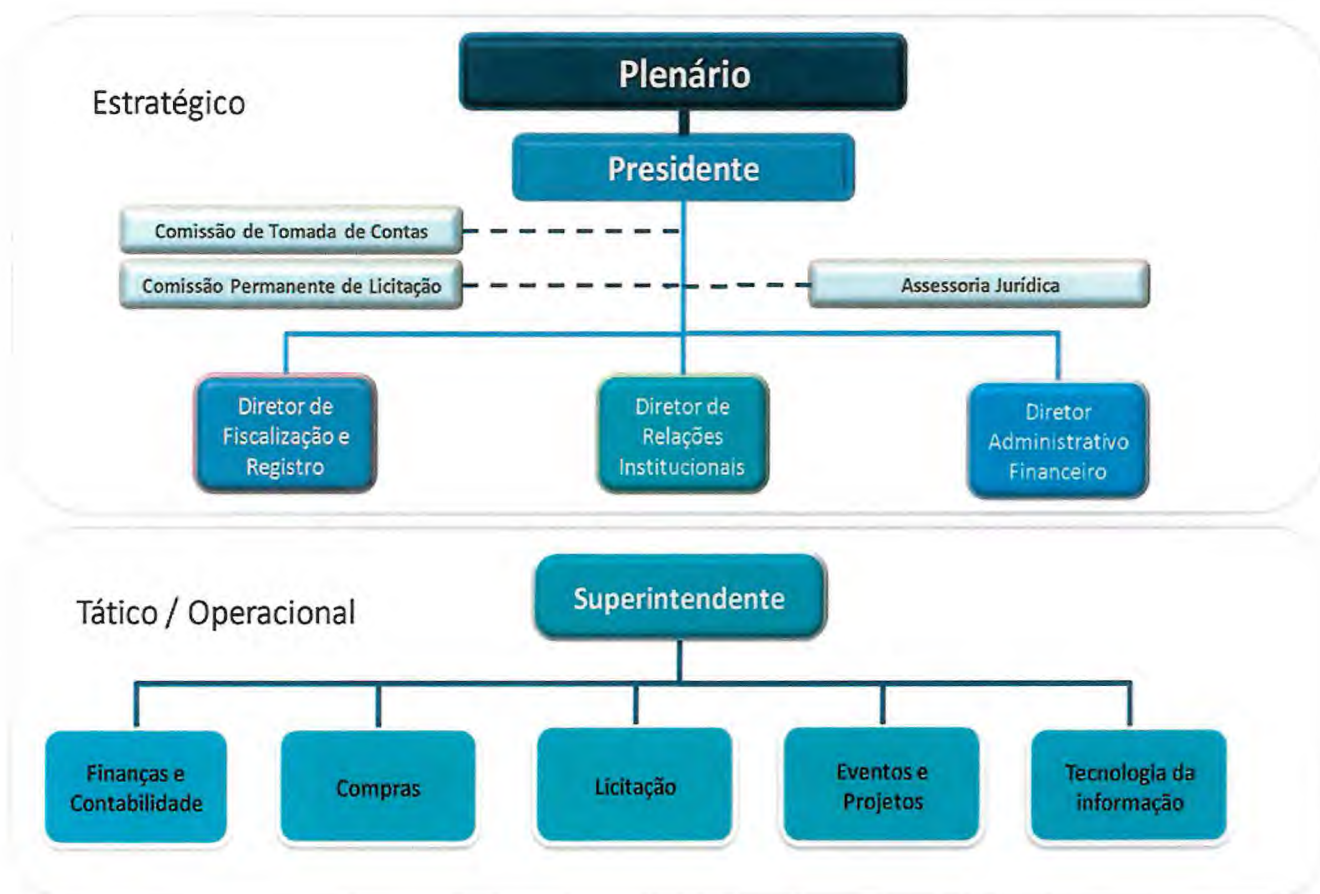 Plenário
Estratégico
Presidente
Comissão de Tomada de Contas
Comissão Permanente de Licitação
Assessoria Jurídica
Diretor de
Fiscalização e
Registro
Diretor de
Relações
Institucionais
Diretor
Administrativo
Financeiro
Tático / Operacional
Superintendente
Finanças e
Contabilidade
Compras
Licitação
Eventos e
Projetos
Tecnologia da
informação